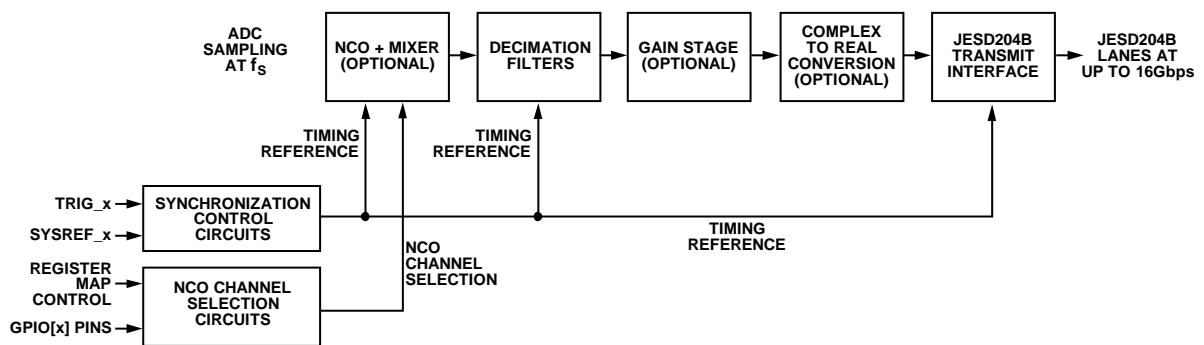 ADC
SAMPLING
AT fS
NCO + MIXER
(OPTIONAL)
DECIMATION
FILTERS
GAIN STAGE
(OPTIONAL)
COMPLEX
TO REAL
CONVERSION
(OPTIONAL)
JESD204B
TRANSMIT
INTERFACE
JESD204B
LANES AT
UP TO 16Gbps
TIMING
REFERENCE
TIMING
REFERENCE
TRIG_x
SYSREF_x
SYNCHRONIZATION
CONTROL
CIRCUITS
TIMING
REFERENCE
NCO
CHANNEL
SELECTION
REGISTER
MAP
CONTROL
GPIO[x] PINS
NCO CHANNEL
SELECTION
CIRCUITS